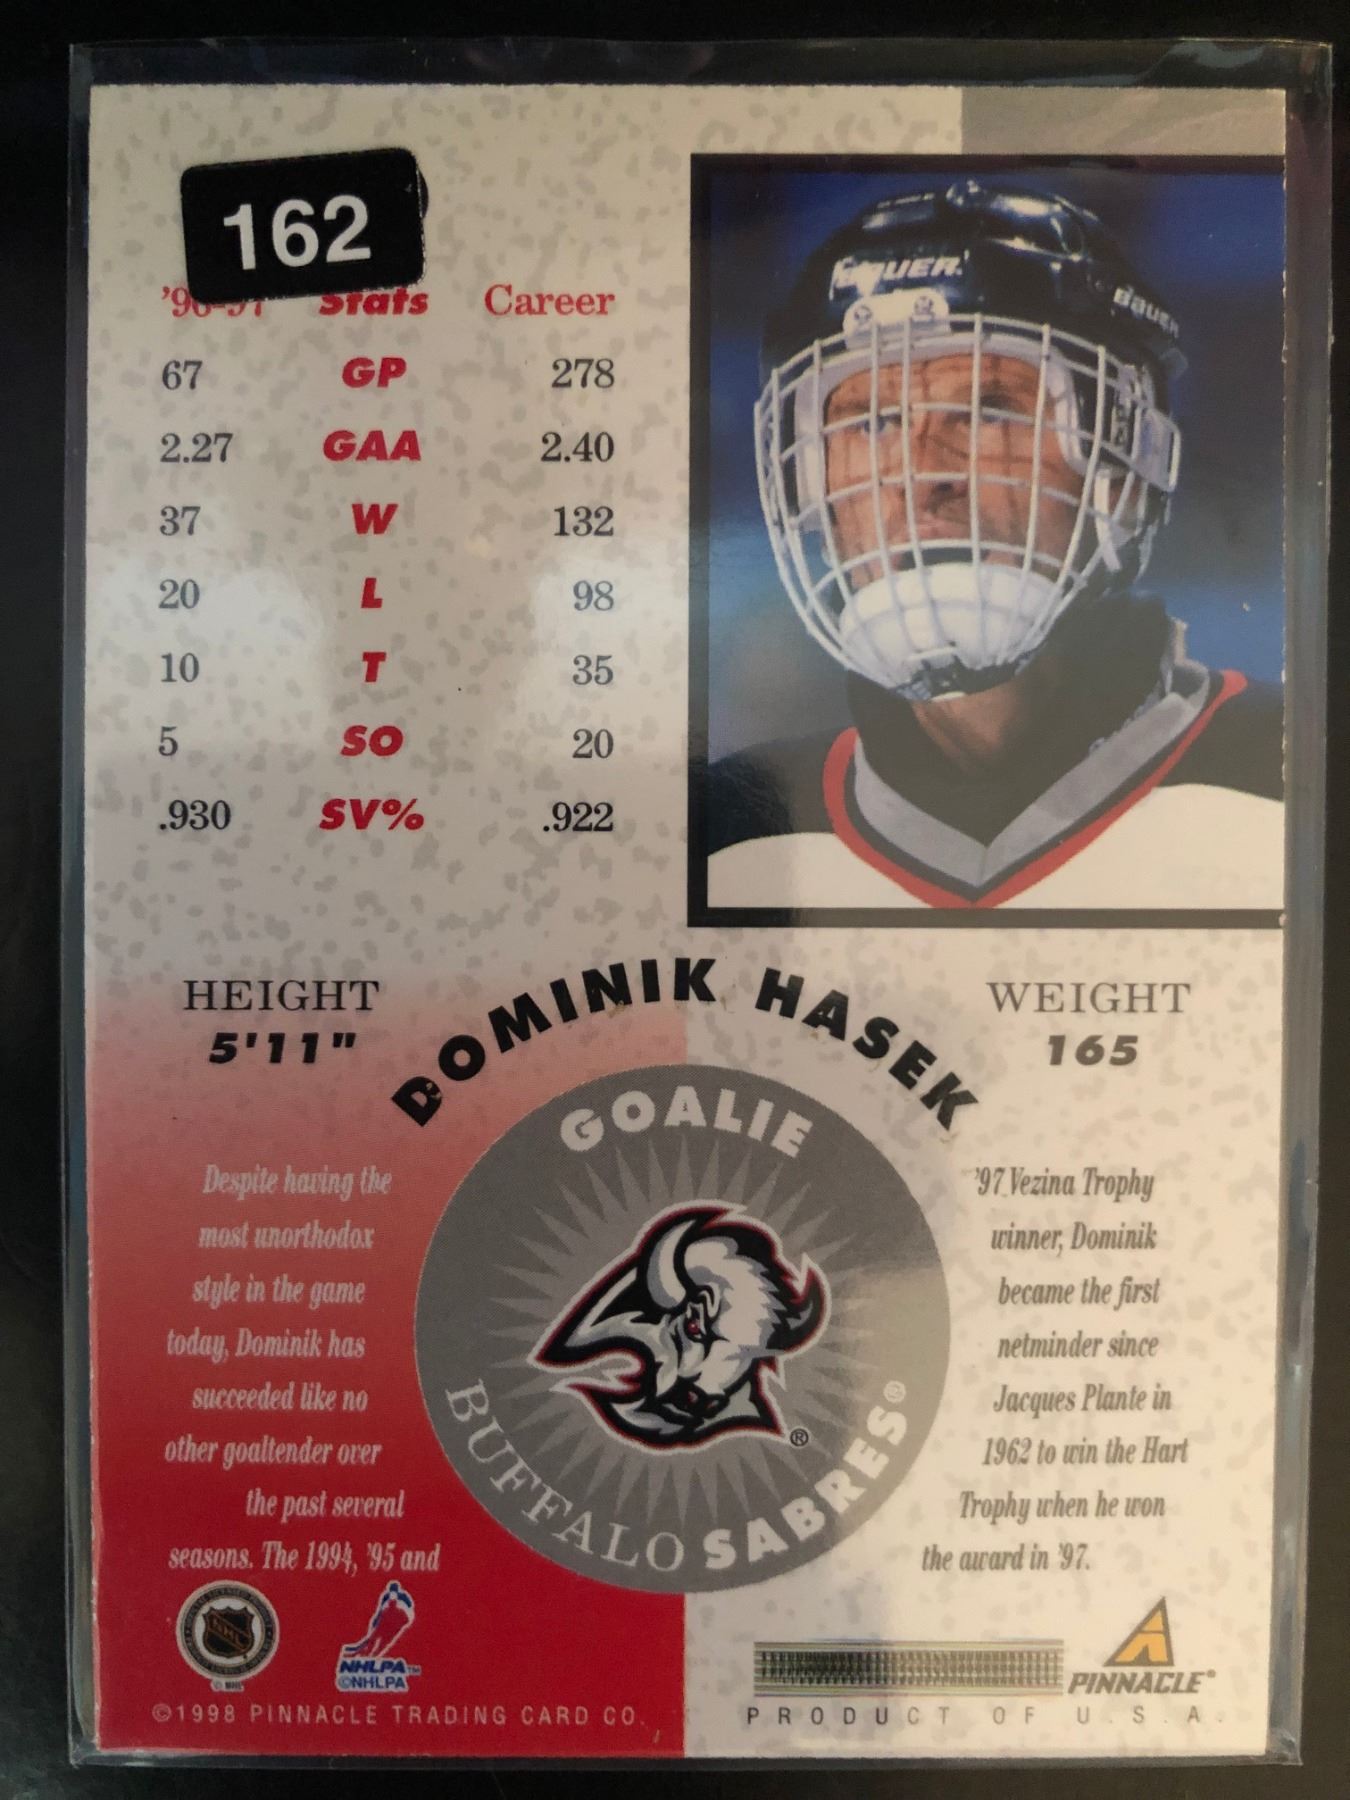 162
'96-97 Stats Career
67 GP 278
2.27 GAA 2.40
37 W 132
20 L 98
10 T 35
5 SO 20
.930 SV% .922
BAUER
BAUER
HEIGHT
5'11"
DOMINIK HASEK
WEIGHT
165
GOALIE
BUFFALO SABRES®
®
Despite having the
most unorthodox
style in the game
today, Dominik has
succeeded like no
other goaltender over
the past several
seasons. The 1994, '95 and
'97 Vezina Trophy
winner, Dominik
became the first
netminder since
Jacques Plante in
1962 to win the Hart
Trophy when he won
the award in '97.
NHL
NHLPA™
©NHLPA
PINNACLE®
©1998 PINNACLE TRADING CARD CO.
PRODUCT OF U.S.A.